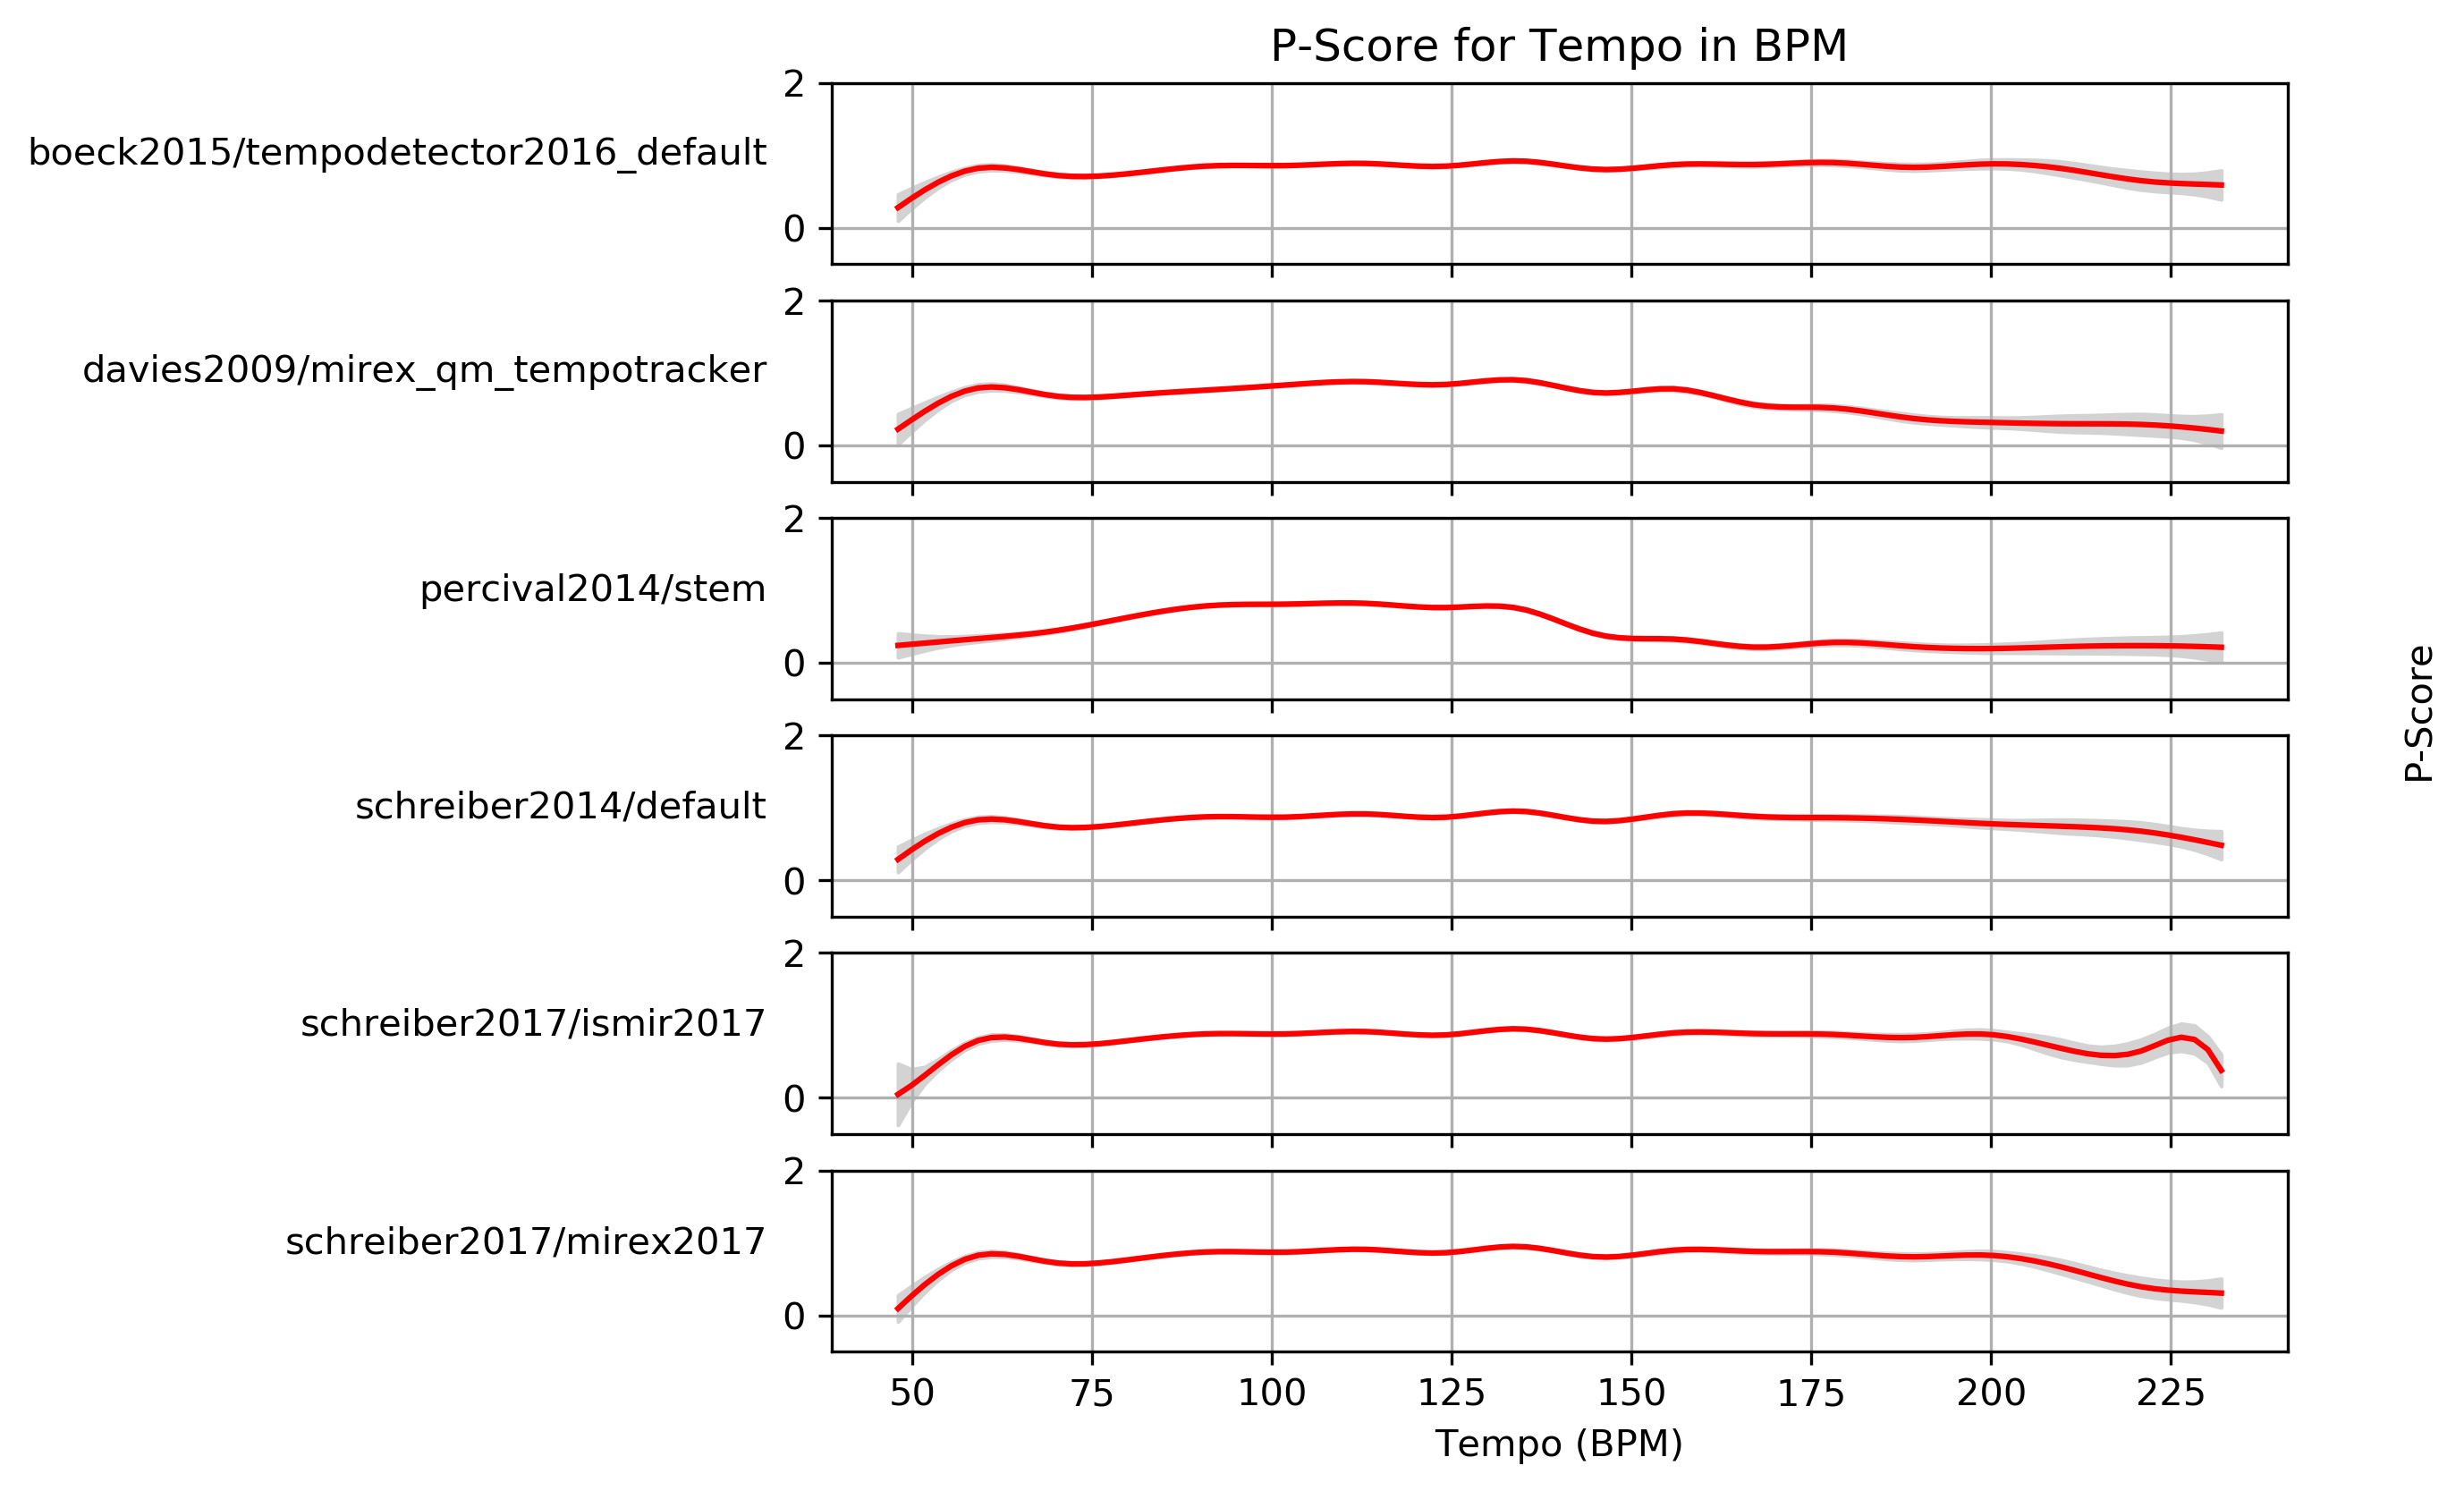 P-Score for Tempo in BPM
2
boeck2015/tempodetector2016_default
0
2
davies2009/mirex_qm_tempotracker
0
2
percival2014/stem
0
P-Score
2
schreiber2014/default
0
2
schreiber2017/ismir2017
0
2
schreiber2017/mirex2017
0
50 75 100 125 150 175 200 225
Tempo (BPM)